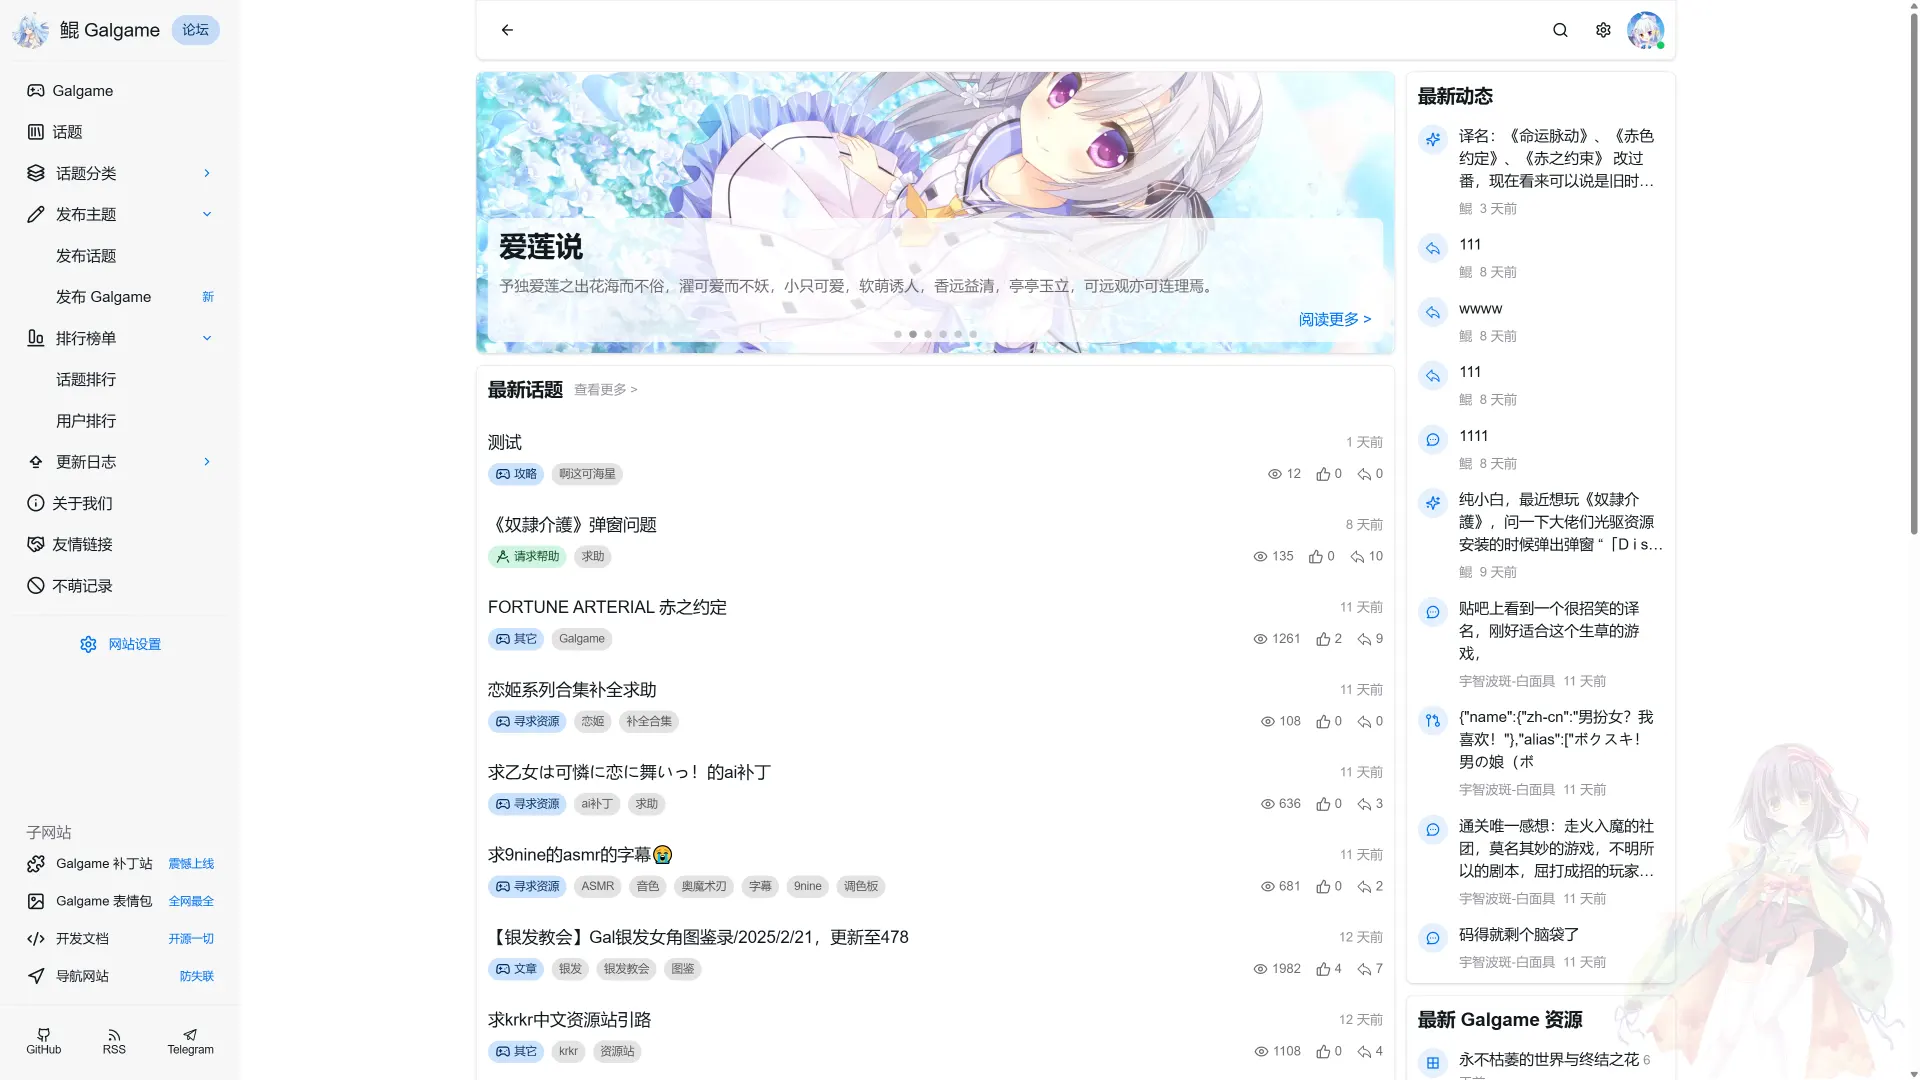 鲲 Galgame 论坛
Galgame
话题
话题分类
发布主题
发布话题
发布 Galgame 新
排行榜单
话题排行
用户排行
更新日志
关于我们
友情链接
不萌记录
网站设置
子网站
Galgame 补丁站 震憾上线
Galgame 表情包 全网最全
开发文档 开源一切
导航网站 防失联
GitHub RSS Telegram
爱莲说
予独爱莲之出花海而不俗，濯可爱而不妖，小只可爱，软萌诱人，香远益清，亭亭玉立，可远观亦可连理焉。
阅读更多 >
最新话题 查看更多 >
测试 1 天前
攻略 啊这可海星 12 0 0
《奴隷介護》弹窗问题 8 天前
请求帮助 求助 135 0 10
FORTUNE ARTERIAL 赤之约定 11 天前
其它 Galgame 1261 2 9
恋姬系列合集补全求助 11 天前
寻求资源 恋姬 补全合集 108 0 0
求乙女は可憐に恋に舞いっ！的ai补丁 11 天前
寻求资源 ai补丁 求助 636 0 3
求9nine的asmr的字幕😭 11 天前
寻求资源 ASMR 音色 奥魔术刃 字幕 9nine 调色板 681 0 2
【银发教会】Gal银发女角图鉴录/2025/2/21，更新至478 12 天前
文章 银发 银发教会 图鉴 1982 4 7
求krkr中文资源站引路 12 天前
其它 krkr 资源站 1108 0 4
最新动态
译名：《命运脉动》、《赤色
约定》、《赤之约束》 改过
番，现在看来可以说是旧时…
鲲 3 天前
111
鲲 8 天前
wwww
鲲 8 天前
111
鲲 8 天前
1111
鲲 8 天前
纯小白，最近想玩《奴隷介
護》，问一下大佬们光驱资源
安装的时候弹出弹窗 “「D i s…
鲲 9 天前
贴吧上看到一个很招笑的译
名，刚好适合这个生草的游
戏，
宇智波斑-白面具 11 天前
{"name":{"zh-cn":"男扮女？我
喜欢！"},"alias":["ボクスキ！
男の娘（ボ
宇智波斑-白面具 11 天前
通关唯一感想：走火入魔的社
团，莫名其妙的游戏，不明所
以的剧本，屈打成招的玩家…
宇智波斑-白面具 11 天前
码得就剩个脑袋了
宇智波斑-白面具 11 天前
最新 Galgame 资源
永不枯萎的世界与终结之花 6